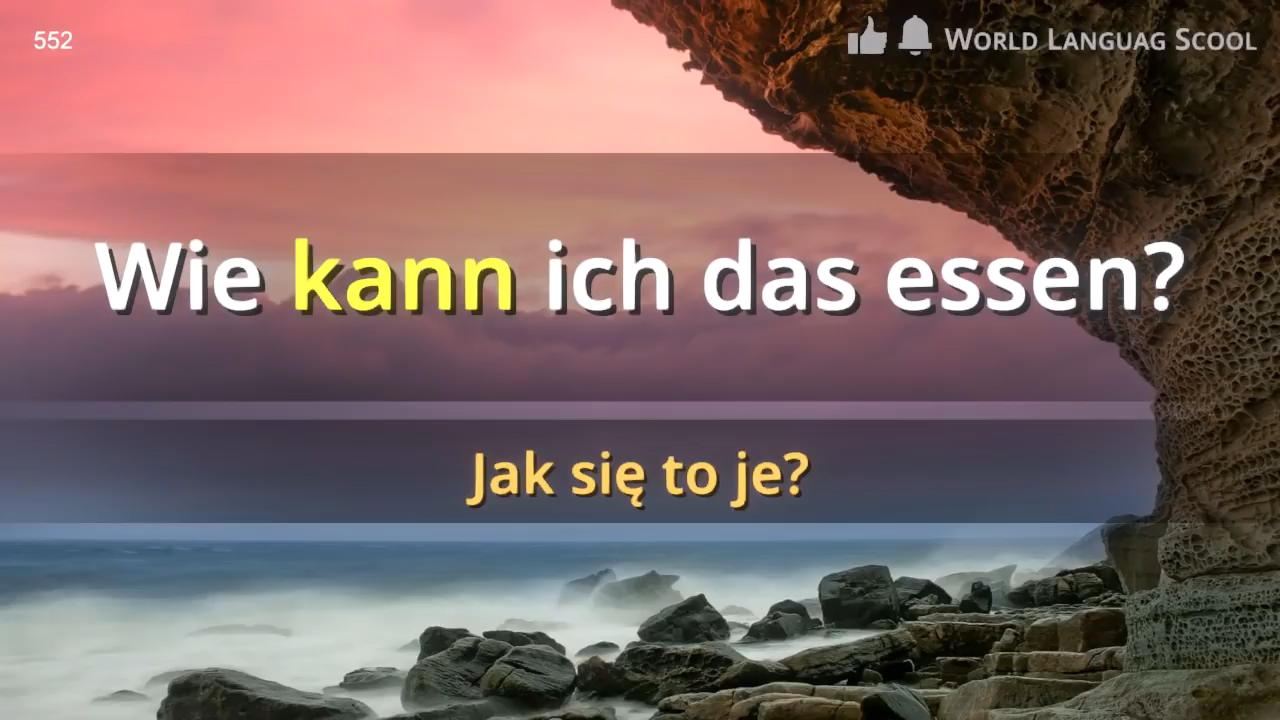 552
WORLD LANGUAG SCOOL
Wie kann ich das essen?
Jak się to je?